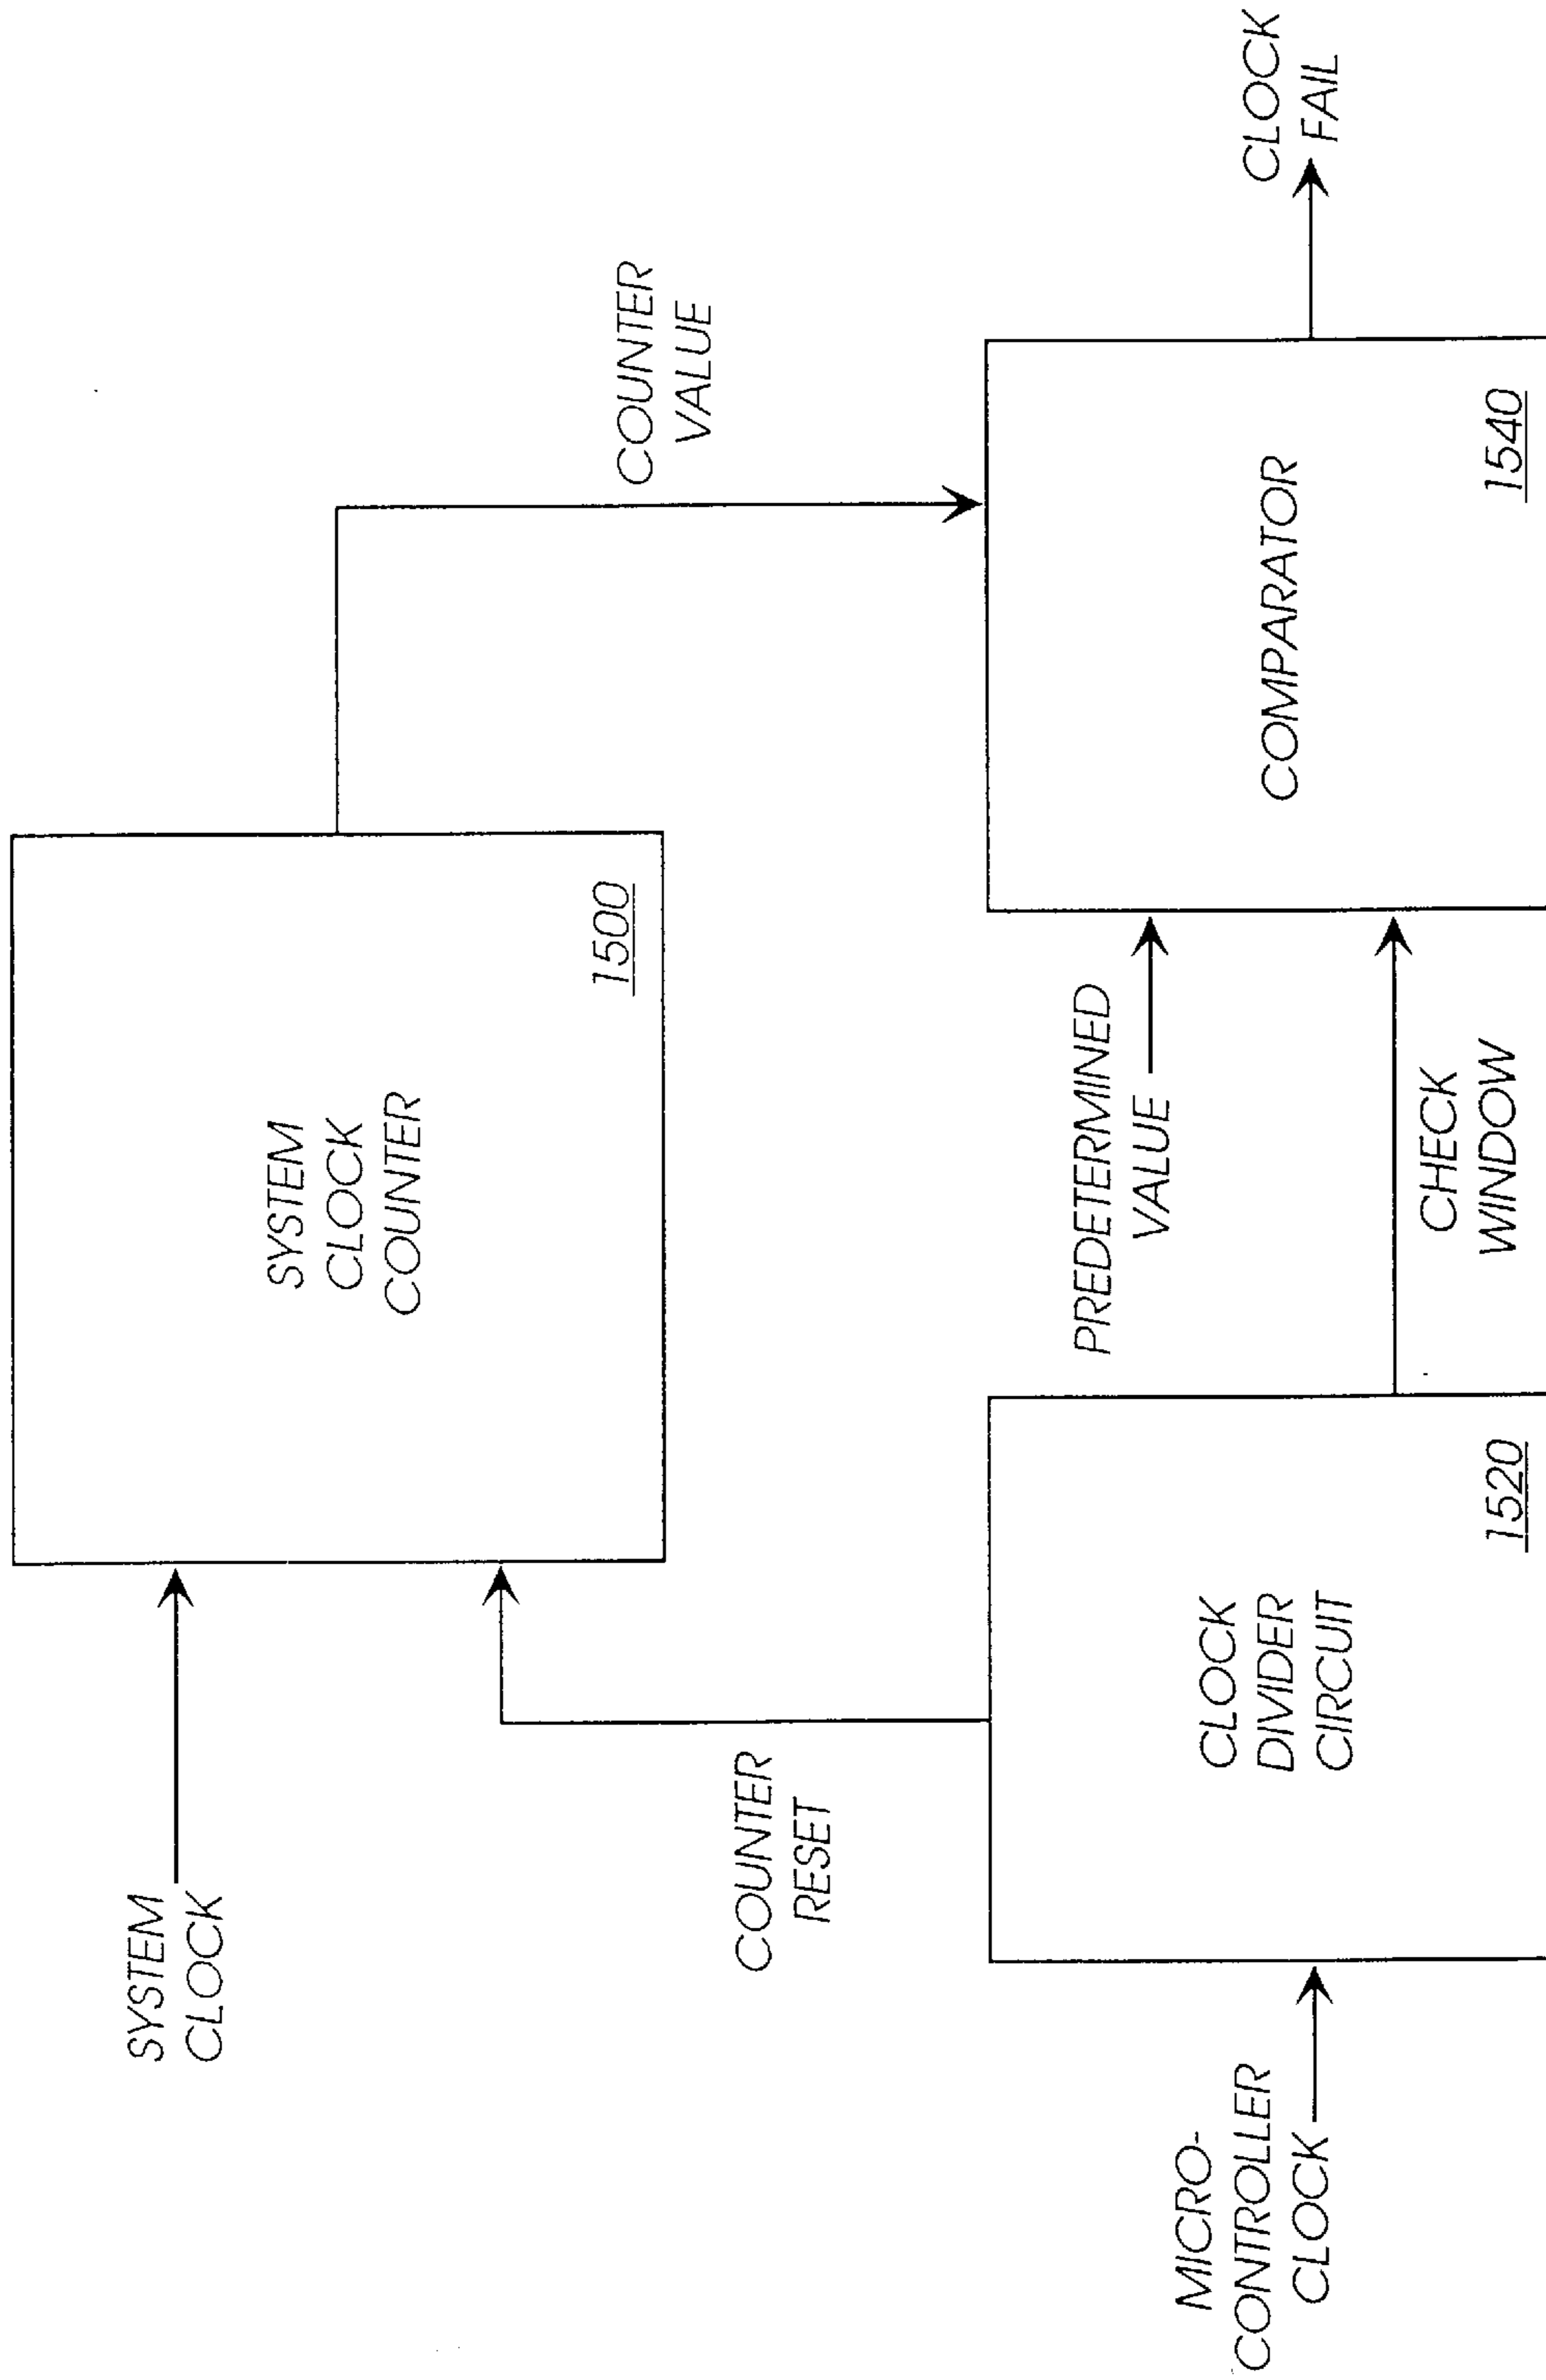 SYSTEM
CLOCK
SYSTEM
CLOCK
COUNTER
1500
COUNTER
VALUE
COUNTER
RESET
MICRO-
CONTROLLER
CLOCK
CLOCK
DIVIDER
CIRCUIT
1520
PREDETERMINED
VALUE
CHECK
WINDOW
COMPARATOR
1540
CLOCK
FAIL